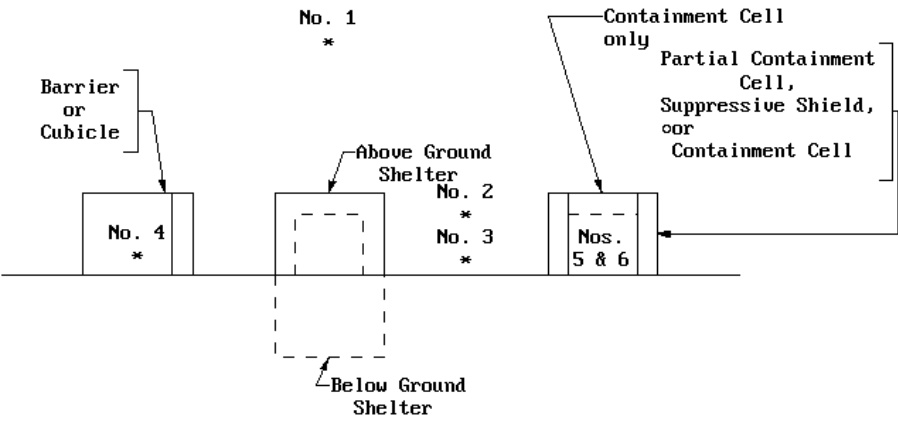 No. 1
*
Containment Cell
only
Partial Containment
Cell,
Suppressive Shield,
oor
Containment Cell
Barrier
or
Cubicle
Above Ground
Shelter
No. 2
*
No. 3
*
No. 4
*
Nos.
5 & 6
Below Ground
Shelter